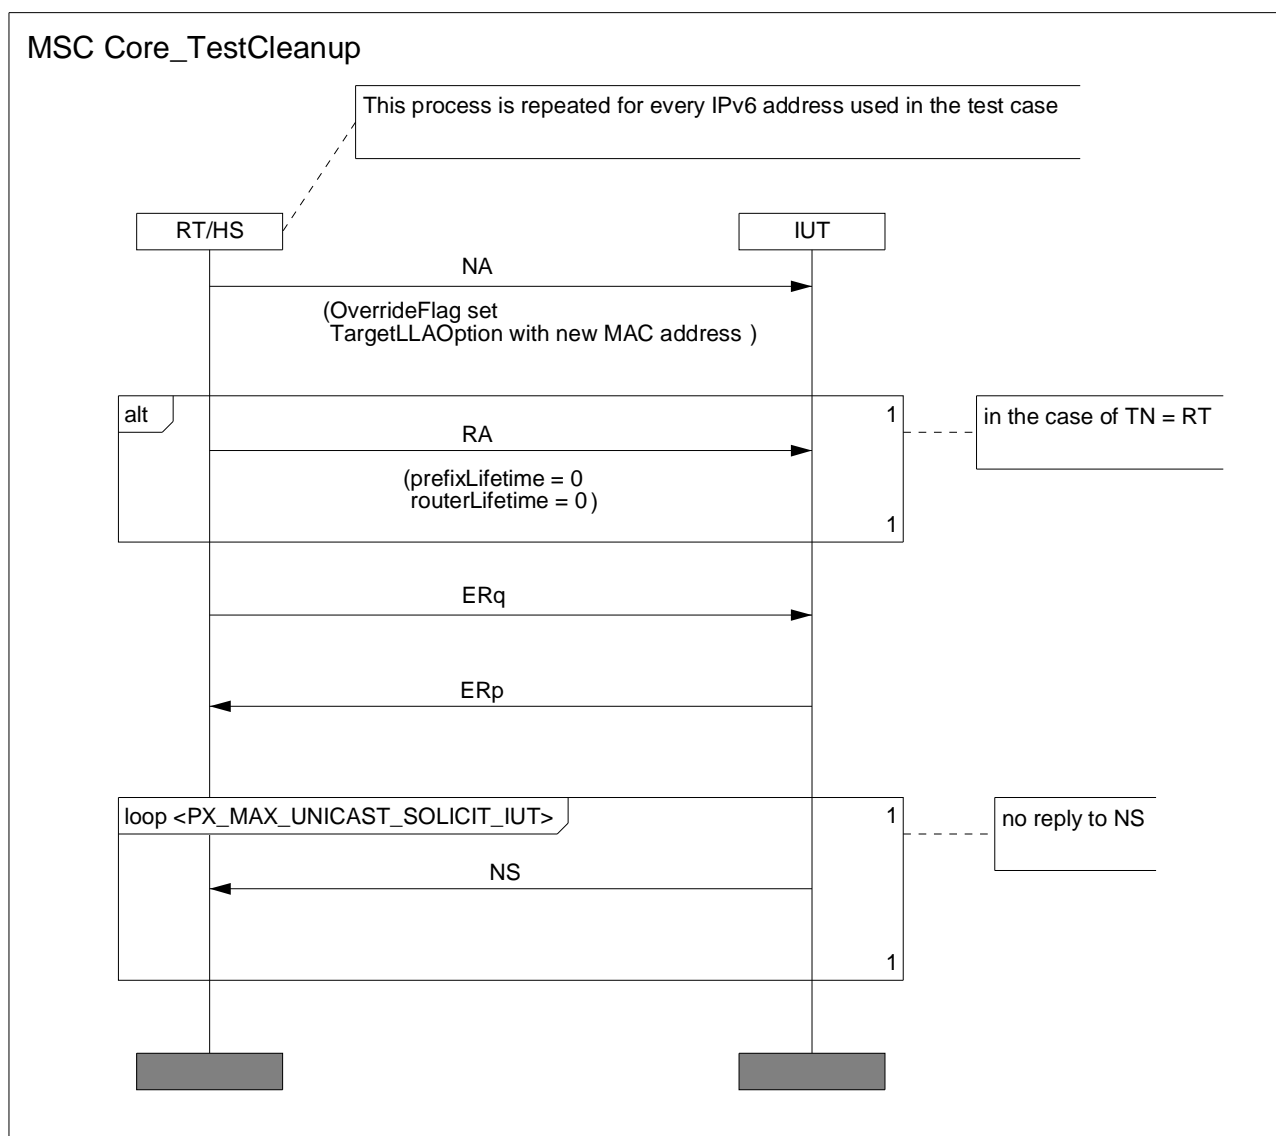 MSC Core_TestCleanup
This process is repeated for every IPv6 address used in the test case
RT/HS
IUT
NA
(OverrideFlag set
TargetLLAOption with new MAC address )
alt
1
in the case of TN = RT
RA
(prefixLifetime = 0
routerLifetime = 0)
1
ERq
ERp
loop <PX_MAX_UNICAST_SOLICIT_IUT>
1
no reply to NS
NS
1